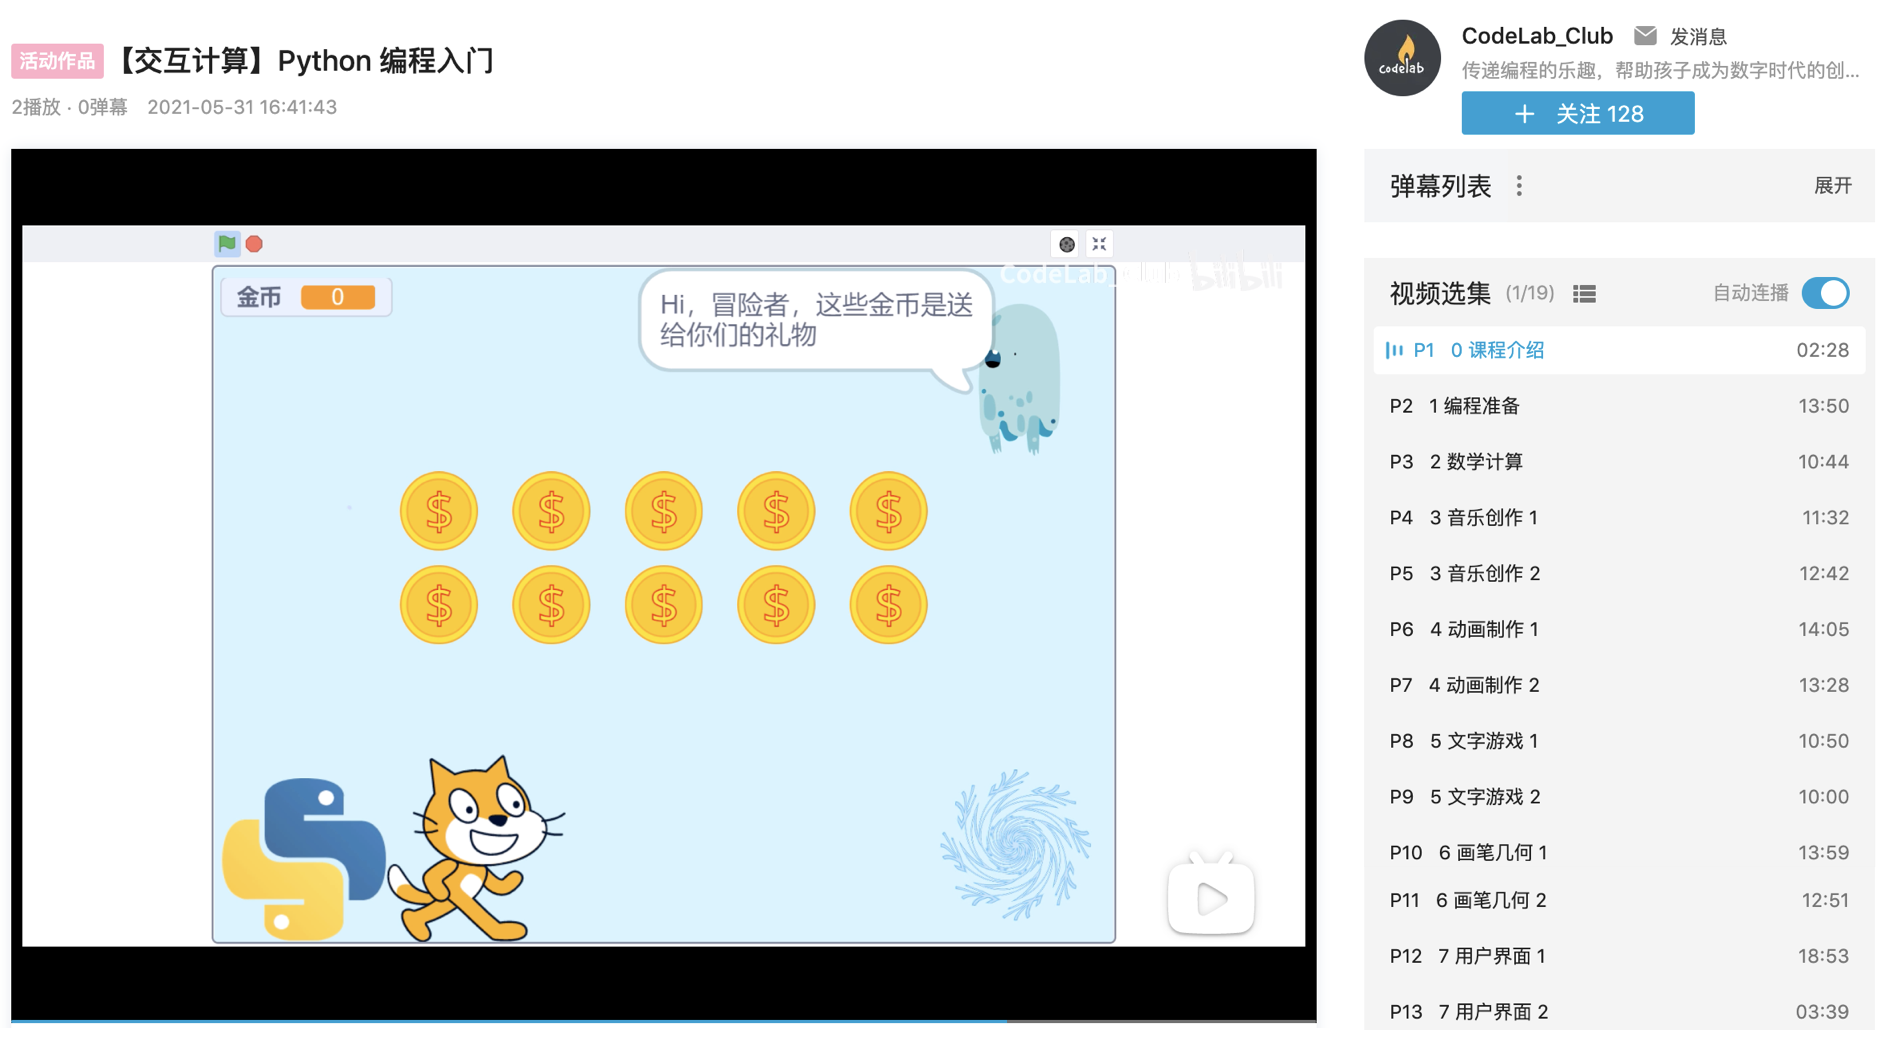 活动作品 【交互计算】Python 编程入门
2播放 · 0弹幕 2021-05-31 16:41:43
CodeLab_Club 发消息
codelab
传递编程的乐趣，帮助孩子成为数字时代的创...
+ 关注 128
金币 0
Hi，冒险者，这些金币是送
给你们的礼物
CodeLab_Club bilibili
弹幕列表 展开
视频选集 (1/19) 自动连播
P1 0 课程介绍 02:28
P2 1 编程准备 13:50
P3 2 数学计算 10:44
P4 3 音乐创作 1 11:32
P5 3 音乐创作 2 12:42
P6 4 动画制作 1 14:05
P7 4 动画制作 2 13:28
P8 5 文字游戏 1 10:50
P9 5 文字游戏 2 10:00
P10 6 画笔几何 1 13:59
P11 6 画笔几何 2 12:51
P12 7 用户界面 1 18:53
P13 7 用户界面 2 03:39